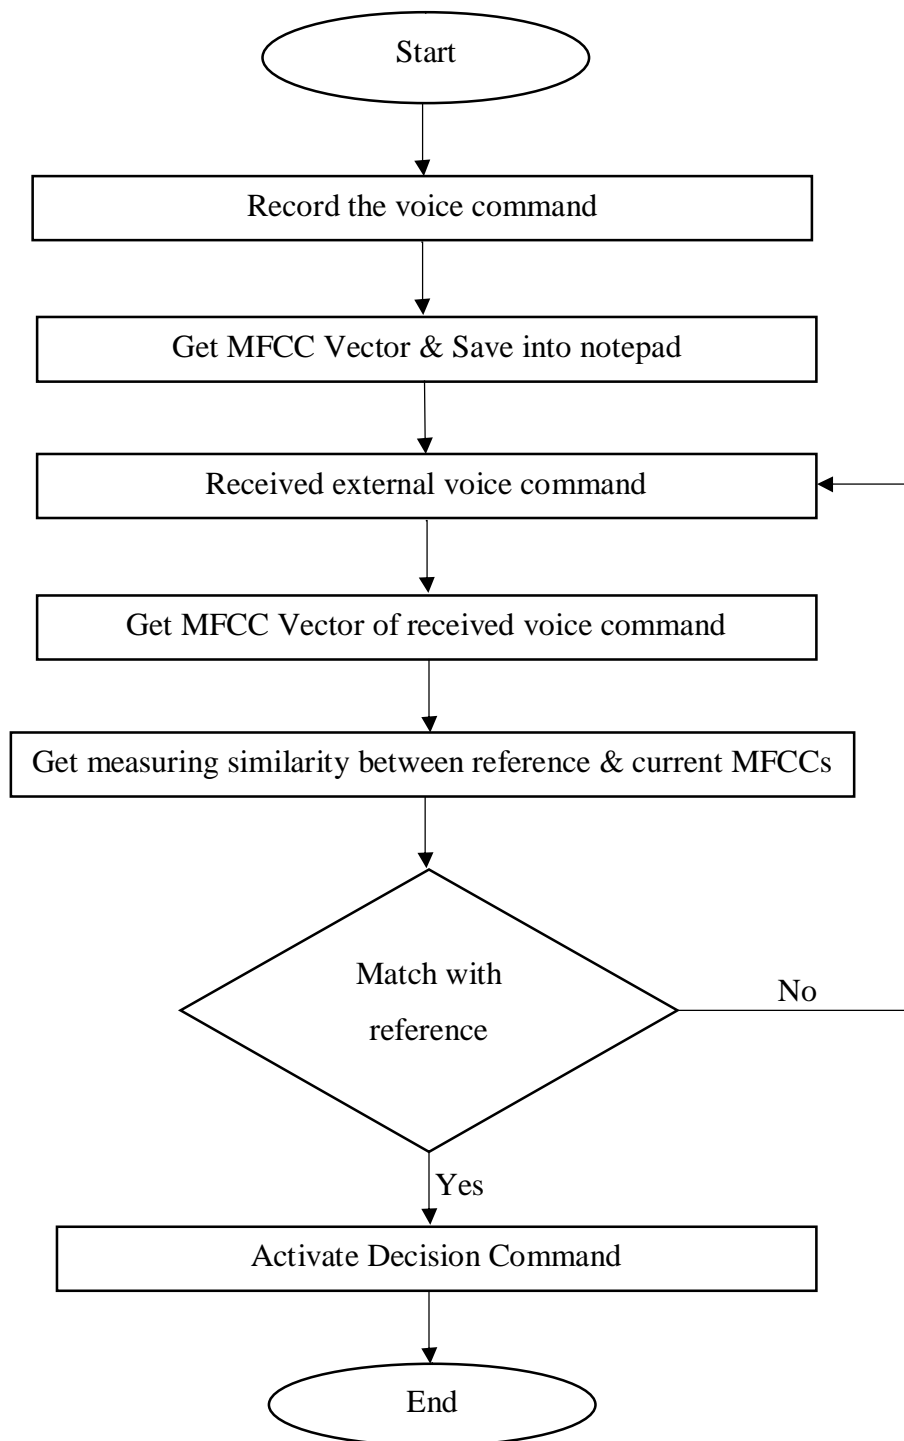 Start
Record the voice command
Get MFCC Vector & Save into notepad
Received external voice command
Get MFCC Vector of received voice command
Get measuring similarity between reference & current MFCCs
Match with
reference
No
Yes
Activate Decision Command
End